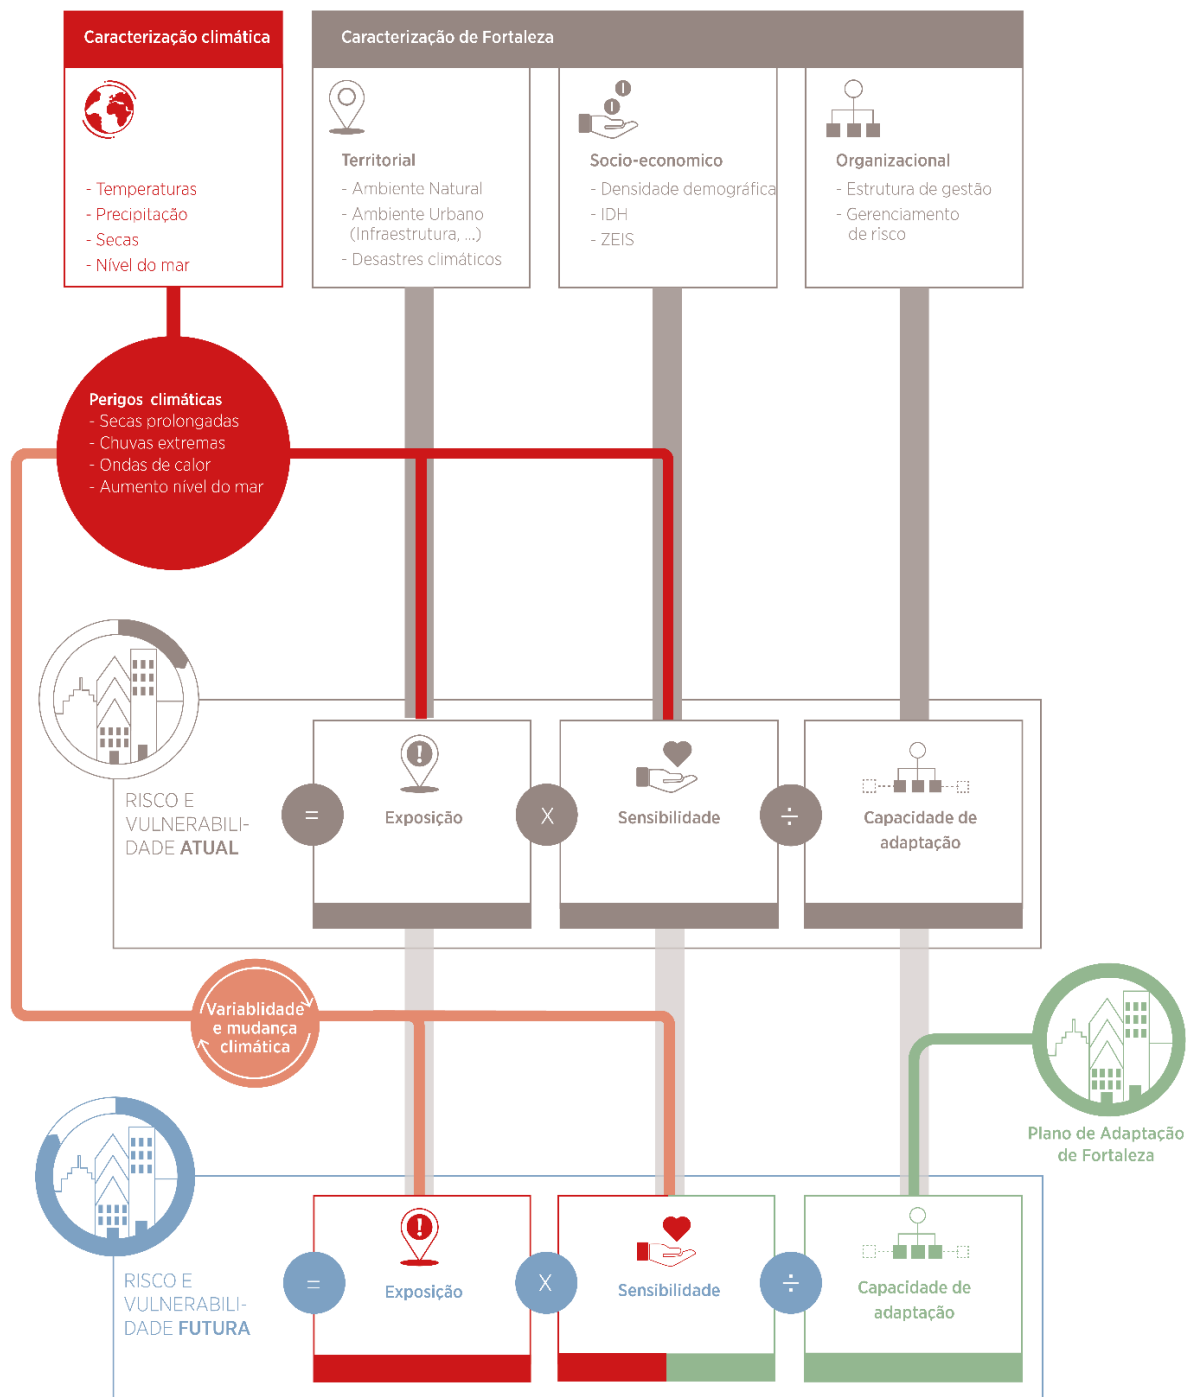 Caracterização climática
Caracterização de Fortaleza
- Temperaturas
- Precipitação
- Secas
- Nível do mar
Territorial
- Ambiente Natural
- Ambiente Urbano
(Infraestrutura, ...)
- Desastres climáticos
Socio-economico
- Densidade demográfica
- IDH
- ZEIS
Organizacional
- Estrutura de gestão
- Gerenciamento
de risco
Perigos climáticas
- Secas prolongadas
- Chuvas extremas
- Ondas de calor
- Aumento nível do mar
RISCO E
VULNERABILI-
DADE ATUAL
=
Exposição
X
Sensibilidade
÷
Capacidade de
adaptação
Variablidade
e mudança
climática
Plano de Adaptação
de Fortaleza
RISCO E
VULNERABILI-
DADE FUTURA
=
Exposição
X
Sensibilidade
÷
Capacidade de
adaptação